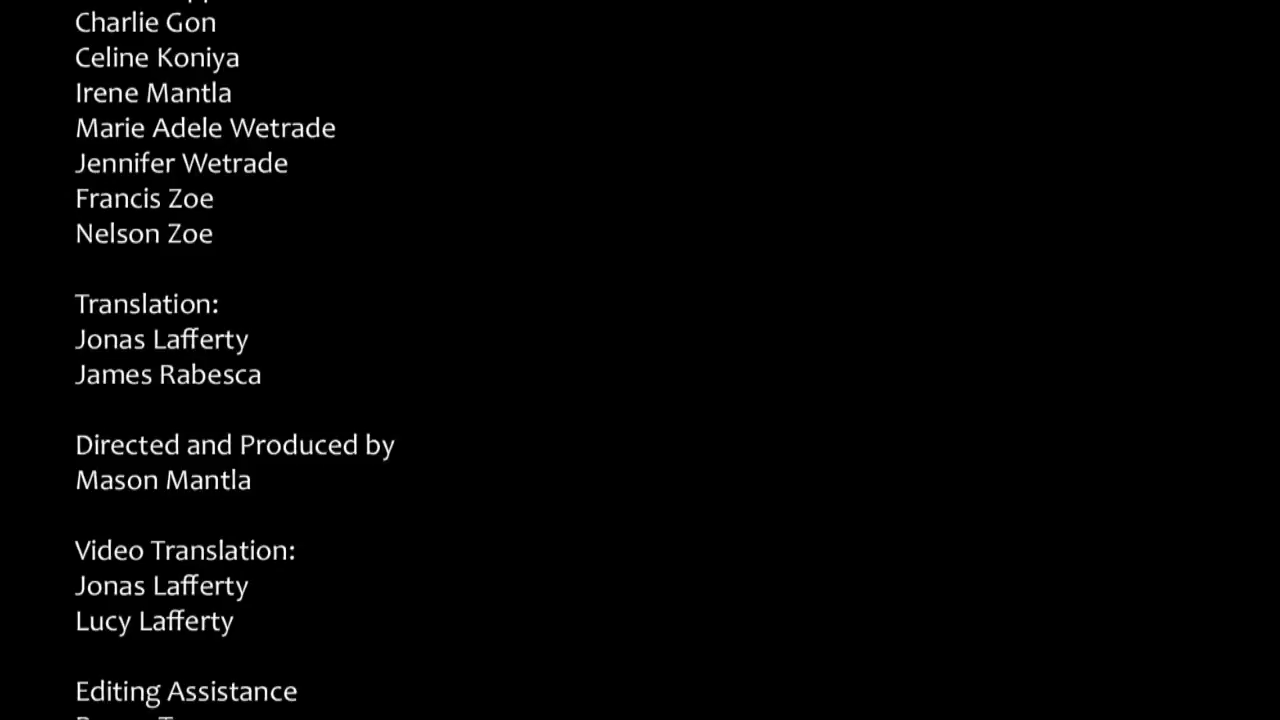 Charlie Gon
Celine Koniya
Irene Mantla
Marie Adele Wetrade
Jennifer Wetrade
Francis Zoe
Nelson Zoe
Translation:
Jonas Lafferty
James Rabesca
Directed and Produced by
Mason Mantla
Video Translation:
Jonas Lafferty
Lucy Lafferty
Editing Assistance